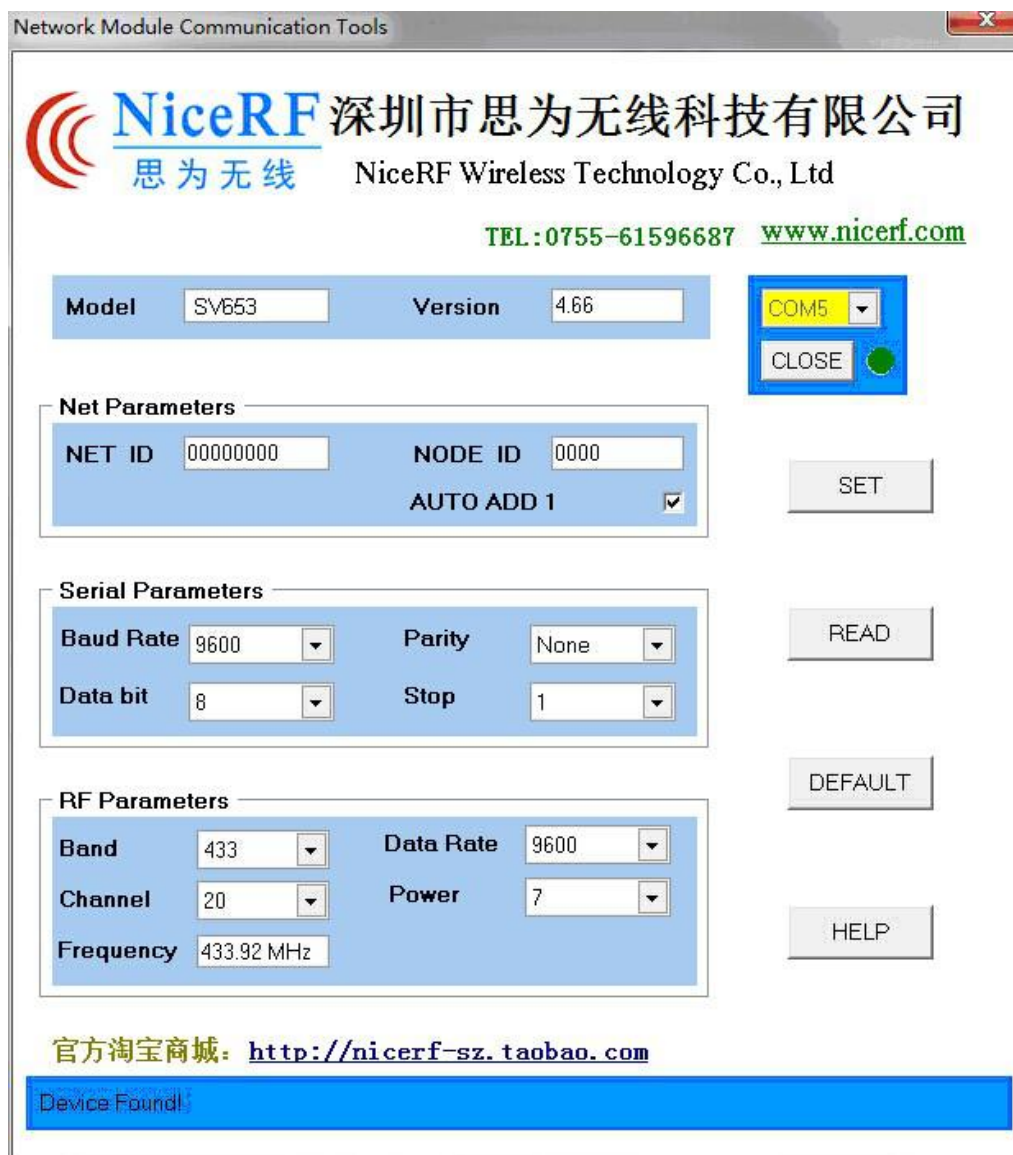 Network Module Communication Tools
NiceRF 深圳市思为无线科技有限公司
思为无线 NiceRF Wireless Technology Co., Ltd
TEL:0755-61596687 www.nicerf.com
Model SV653 Version 4.66
COM5
CLOSE
Net Parameters
NET ID 00000000 NODE ID 0000
AUTO ADD 1
SET
Serial Parameters
Baud Rate 9600 Parity None
Data bit 8 Stop 1
READ
RF Parameters
Band 433 Data Rate 9600
Channel 20 Power 7
Frequency 433.92 MHz
DEFAULT
HELP
官方淘宝商城: http://nicerf-sz.taobao.com
Device Found!